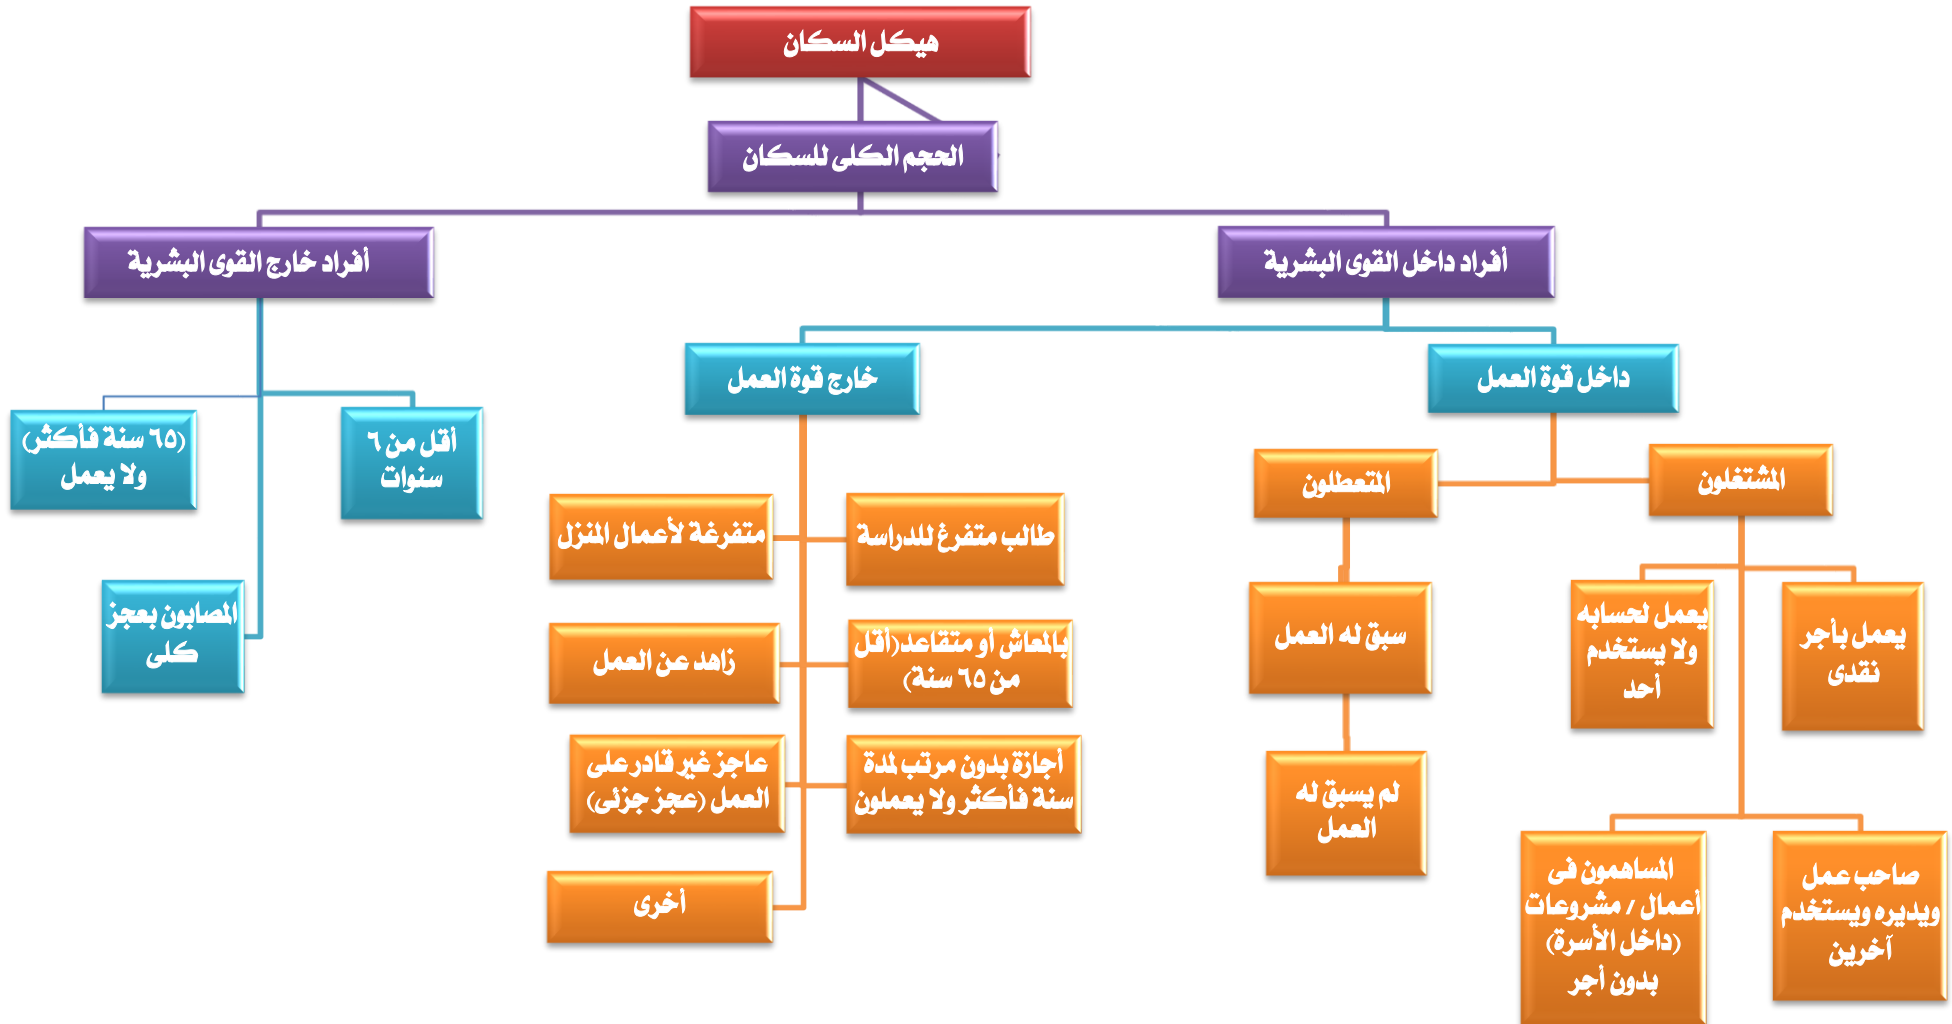 هيكل السكان
الحجم الكلى للسكان
أفراد داخل القوى البشرية
أفراد خارج القوى البشرية
داخل قوة العمل
خارج قوة العمل
أقل من ٦
سنوات
(٦٥ سنة فأكثر)
ولا يعمل
المصابون بعجز
كلى
المشتغلون
المتعطلون
يعمل بأجر
نقدى
يعمل لحسابه
ولا يستخدم
أحد
صاحب عمل
ويديره ويستخدم
آخرين
المساهمون فى
أعمال / مشروعات
(داخل الأسرة)
بدون أجر
سبق له العمل
لم يسبق له
العمل
طالب متفرغ للدراسة
متفرغة لأعمال المنزل
بالمعاش أو متقاعد(أقل
من ٦٥ سنة)
زاهد عن العمل
أجازة بدون مرتب لمدة
سنة فأكثر ولا يعملون
عاجز غير قادر على
العمل (عجز جزئى)
أخرى